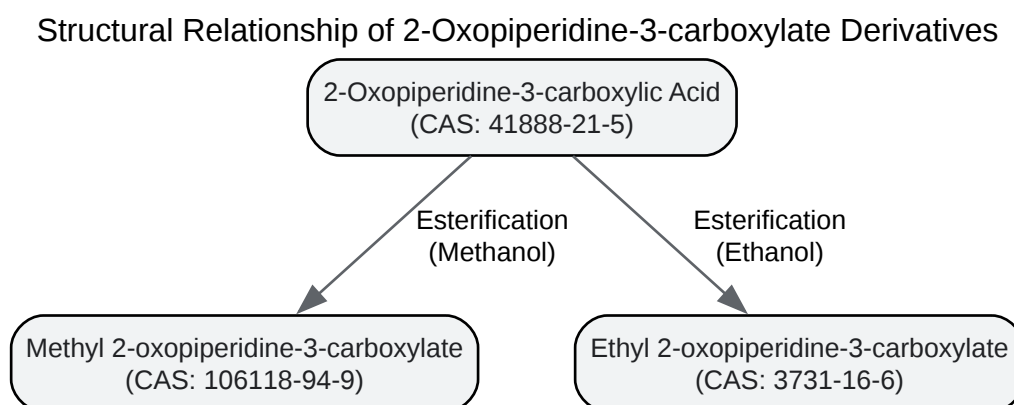 Structural Relationship of 2-Oxopiperidine-3-carboxylate Derivatives
2-Oxopiperidine-3-carboxylic Acid
(CAS: 41888-21-5)
Esterification
(Methanol)
Esterification
(Ethanol)
Methyl 2-oxopiperidine-3-carboxylate
(CAS: 106118-94-9)
Ethyl 2-oxopiperidine-3-carboxylate
(CAS: 3731-16-6)